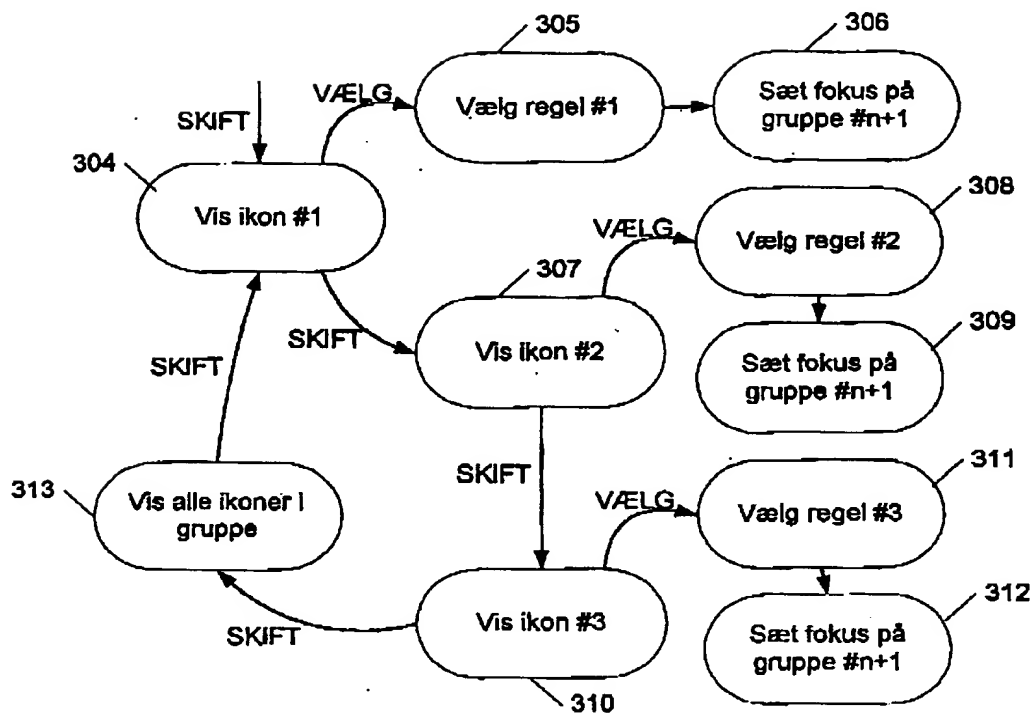 305
306
VÆLG
Vælg regel #1
Sæt fokus på
gruppe #n+1
SKIFT
304
Vis ikon #1
308
VÆLG
Vælg regel #2
307
SKIFT
Vis ikon #2
309
Sæt fokus på
gruppe #n+1
SKIFT
SKIFT
311
313
Vis alle ikoner i
gruppe
VÆLG
Vælg regel #3
SKIFT
Vis ikon #3
312
Sæt fokus på
gruppe #n+1
310